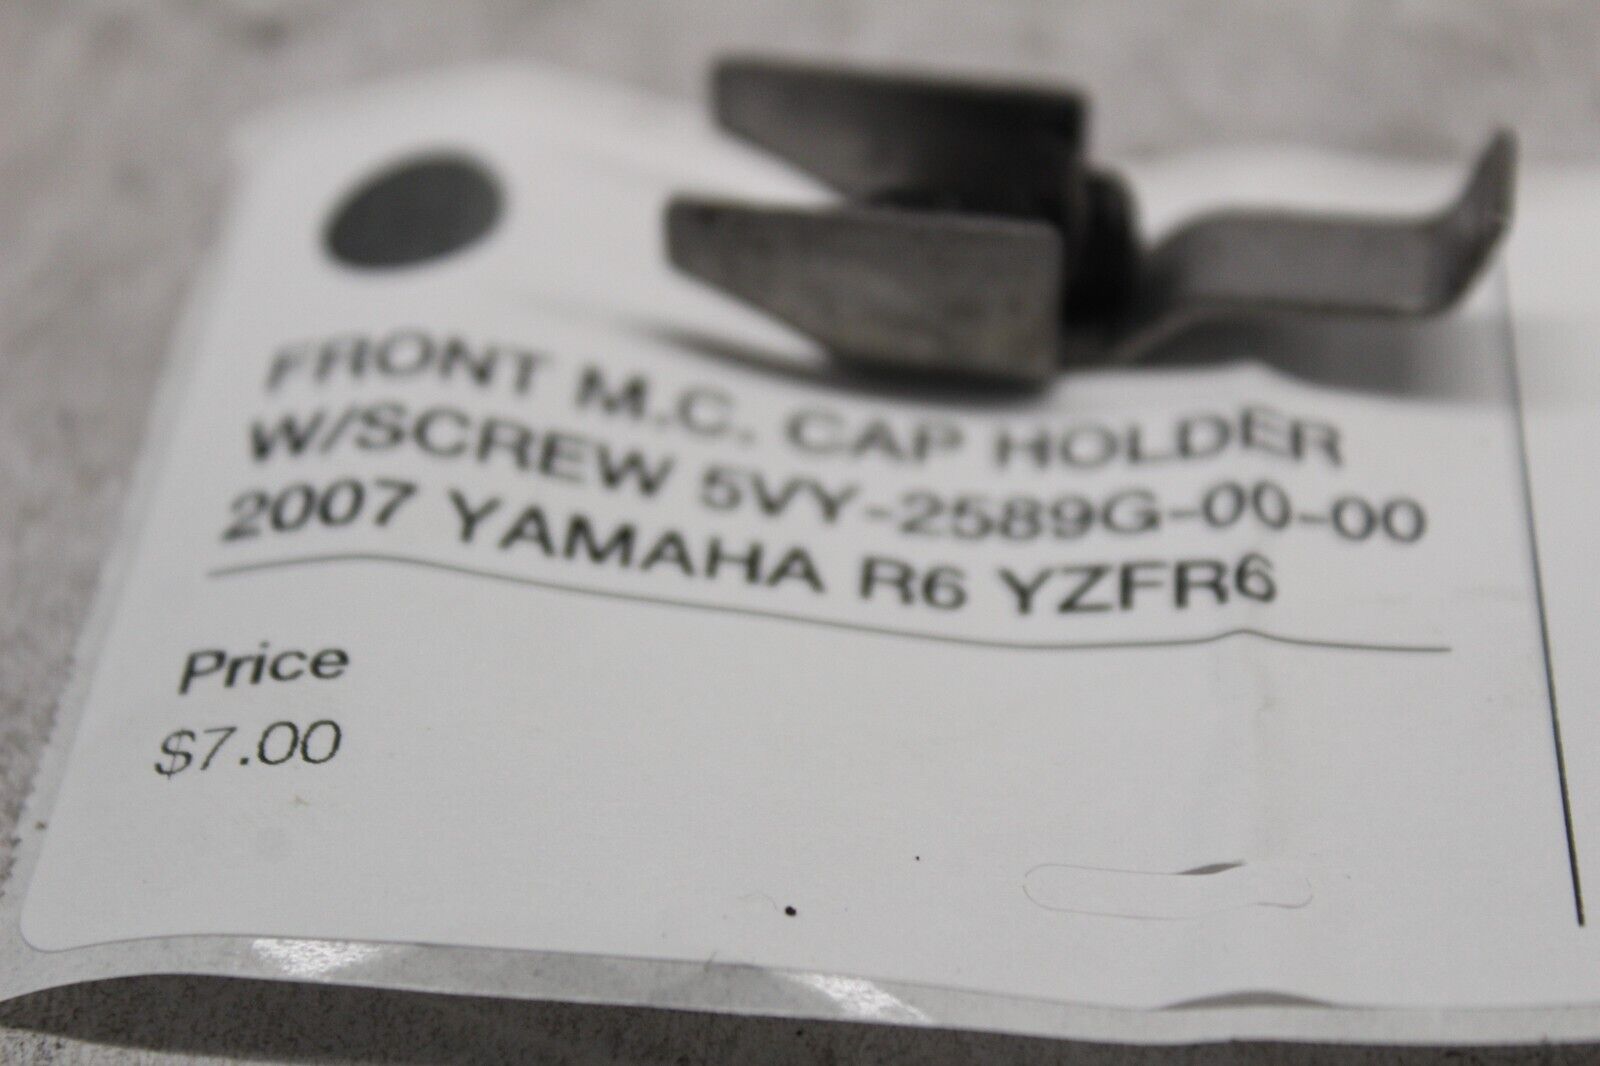 FRONT M.C. CAP HOLDER
W/SCREW 5VY-2589G-00-00
2007 YAMAHA R6 YZFR6
Price
$7.00